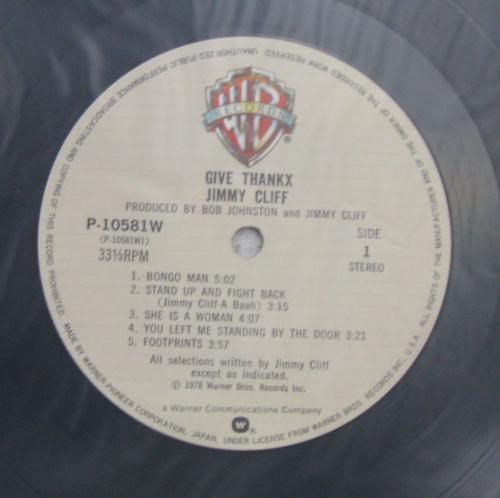 WB
RECORDS
GIVE THANKX
JIMMY CLIFF
PRODUCED BY BOB JOHNSTON and JIMMY CLIFF
P-10581W
(P-10581W1)
33⅓RPM
SIDE
1
STEREO
1. BONGO MAN 5:02
2. STAND UP AND FIGHT BACK
(Jimmy Cliff-A Baah) 3:15
3. SHE IS A WOMAN 4:07
4. YOU LEFT ME STANDING BY THE DOOR 3:21
5. FOOTPRINTS 3:57
All selections written by Jimmy Cliff
except as indicated.
Ⓟ 1978 Warner Bros. Records Inc.
a Warner Communications Company
W®
MADE BY WARNER-PIONEER CORPORATION, JAPAN, UNDER LICENSE FROM WARNER BROS. RECORDS INC., U.S.A. ALL RIGHTS OF THE MANUFACTURES AND OF THE OWNER OF THE RECORDED WORK RESERVED. UNAUTHORIZED PUBLIC PERFORMANCE BROADCASTING AND COPYING OF THIS RECORD PROHIBITED.